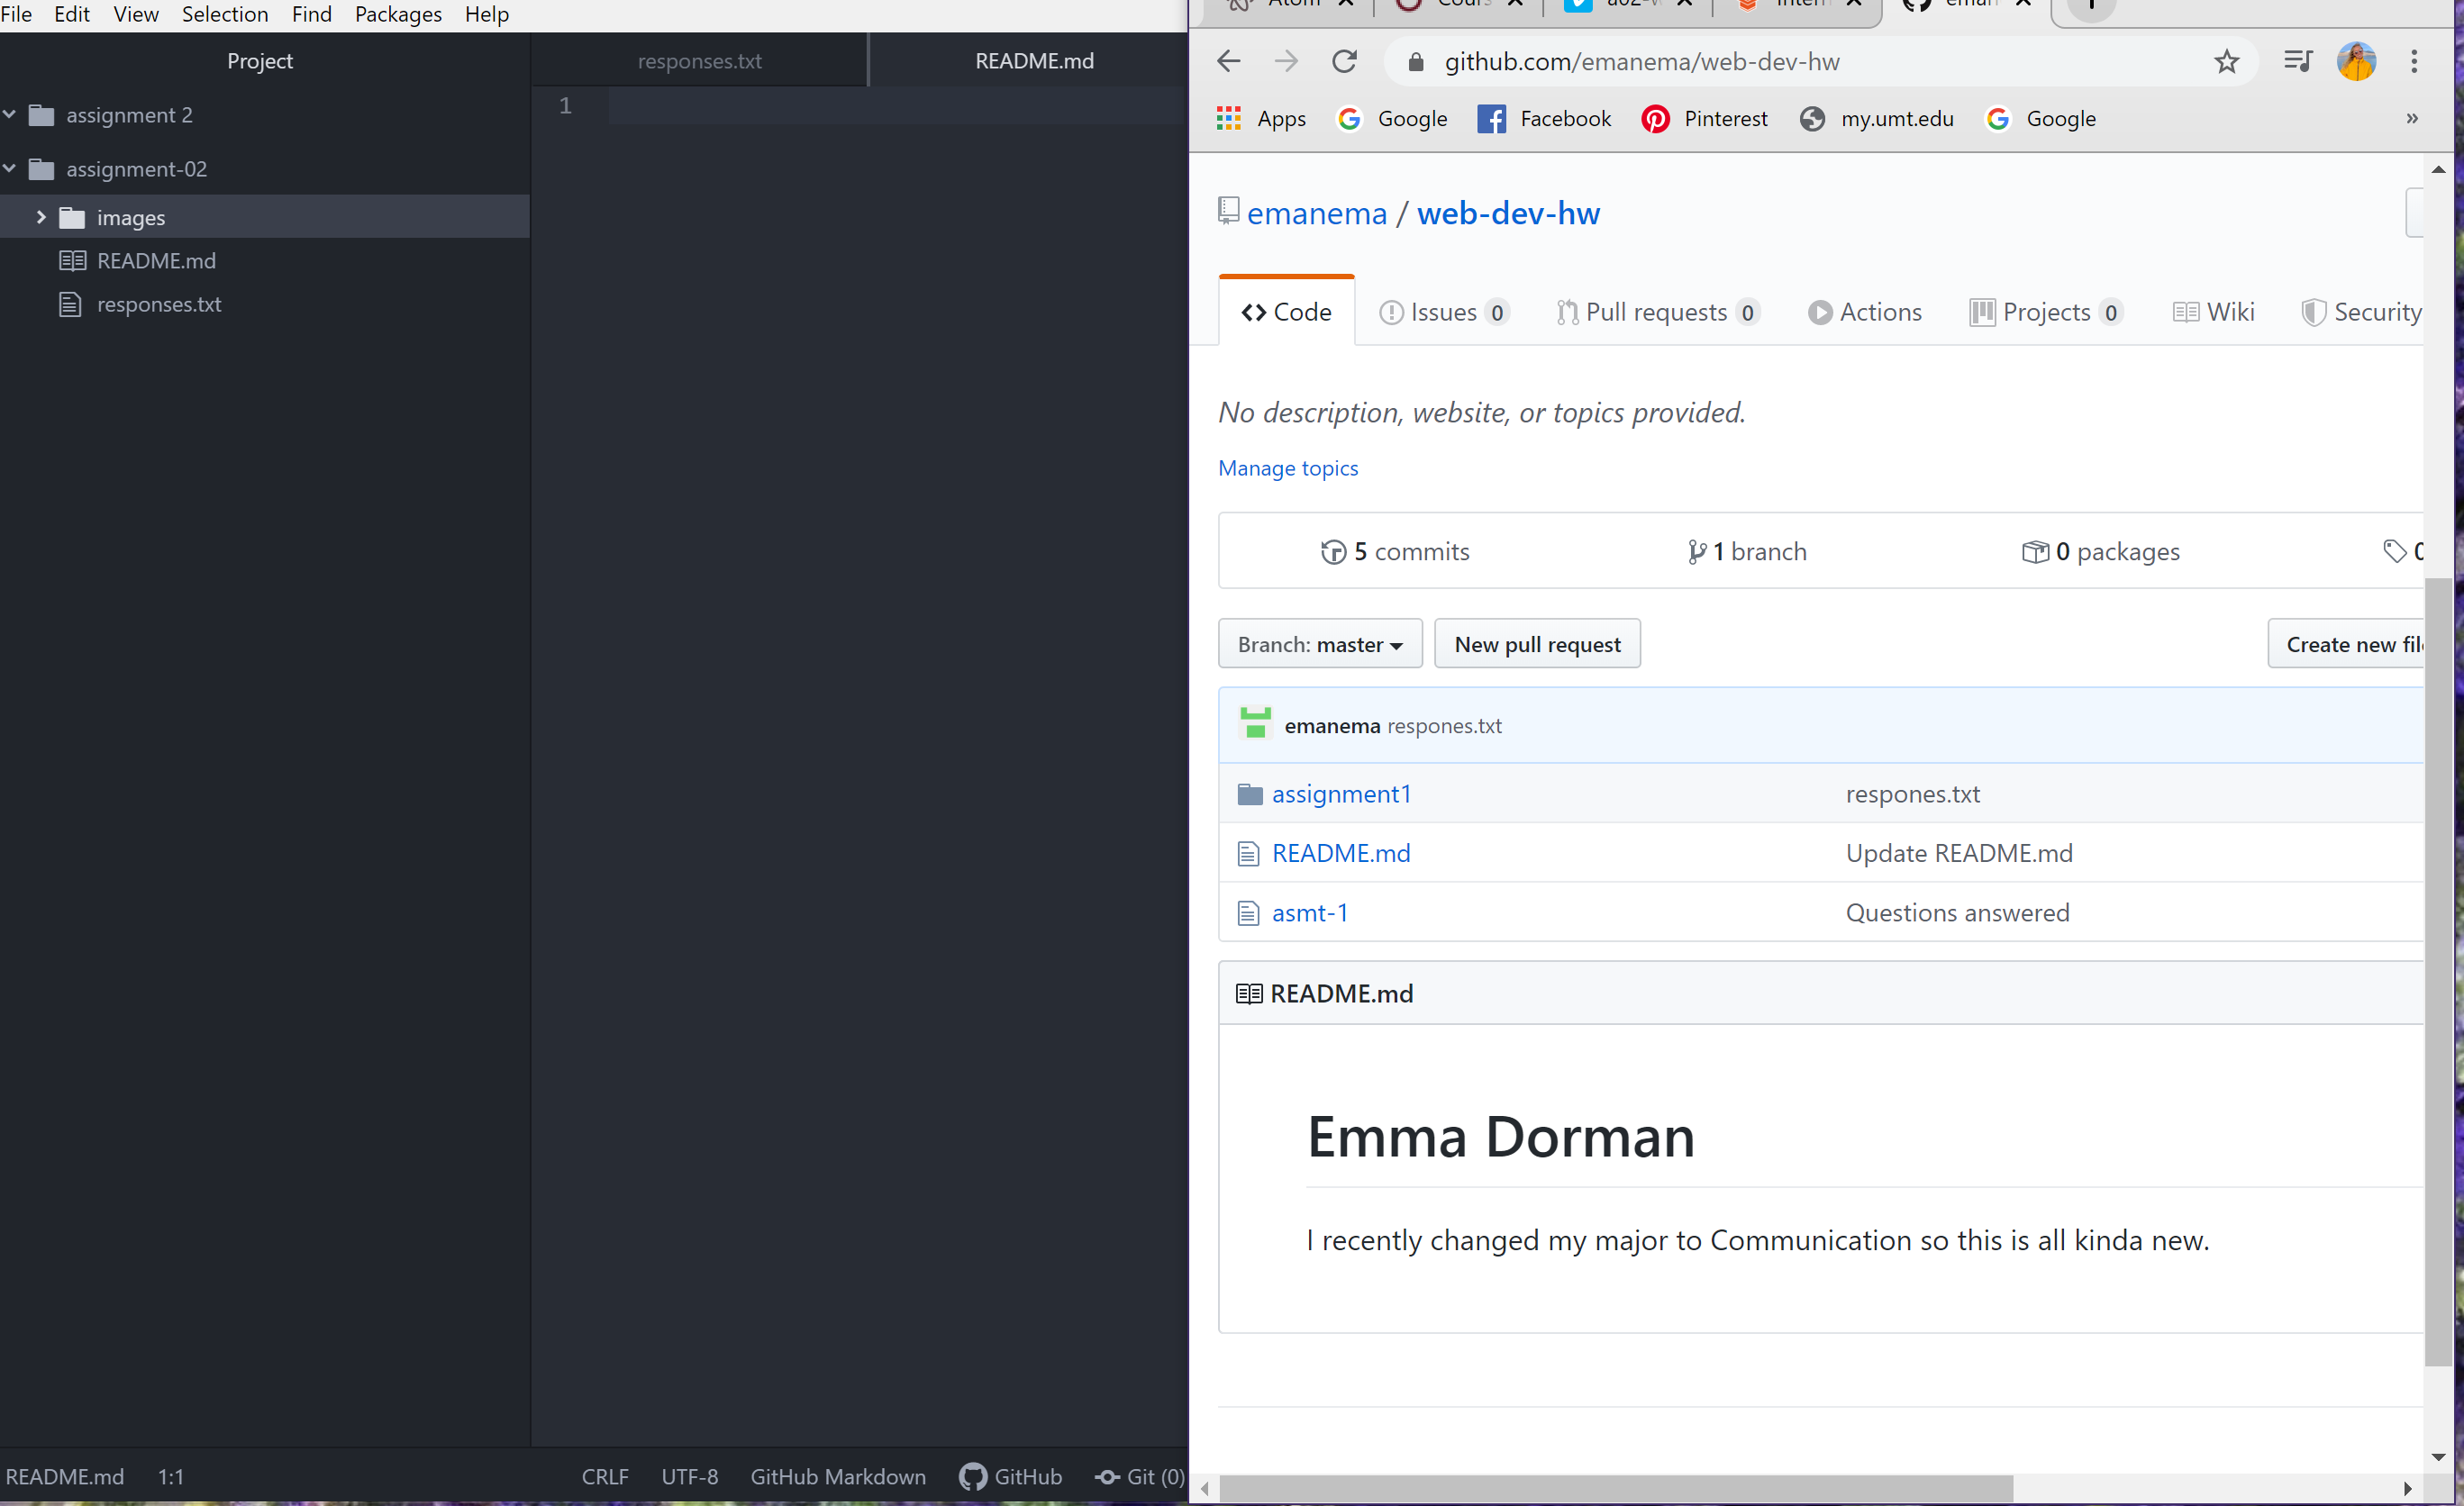 File Edit View Selection Find Packages Help
Project
assignment 2
assignment-02
images
README.md
responses.txt
responses.txt
README.md
1
README.md 1:1
CRLF UTF-8 GitHub Markdown GitHub Git (0)
github.com/emanema/web-dev-hw
Apps Google Facebook Pinterest my.umt.edu Google »
emanema / web-dev-hw
Code Issues 0 Pull requests 0 Actions Projects 0 Wiki Security
No description, website, or topics provided.
Manage topics
5 commits 1 branch 0 packages 0
Branch: master New pull request Create new file
emanema respones.txt
assignment1 respones.txt
README.md Update README.md
asmt-1 Questions answered
README.md
Emma Dorman
I recently changed my major to Communication so this is all kinda new.